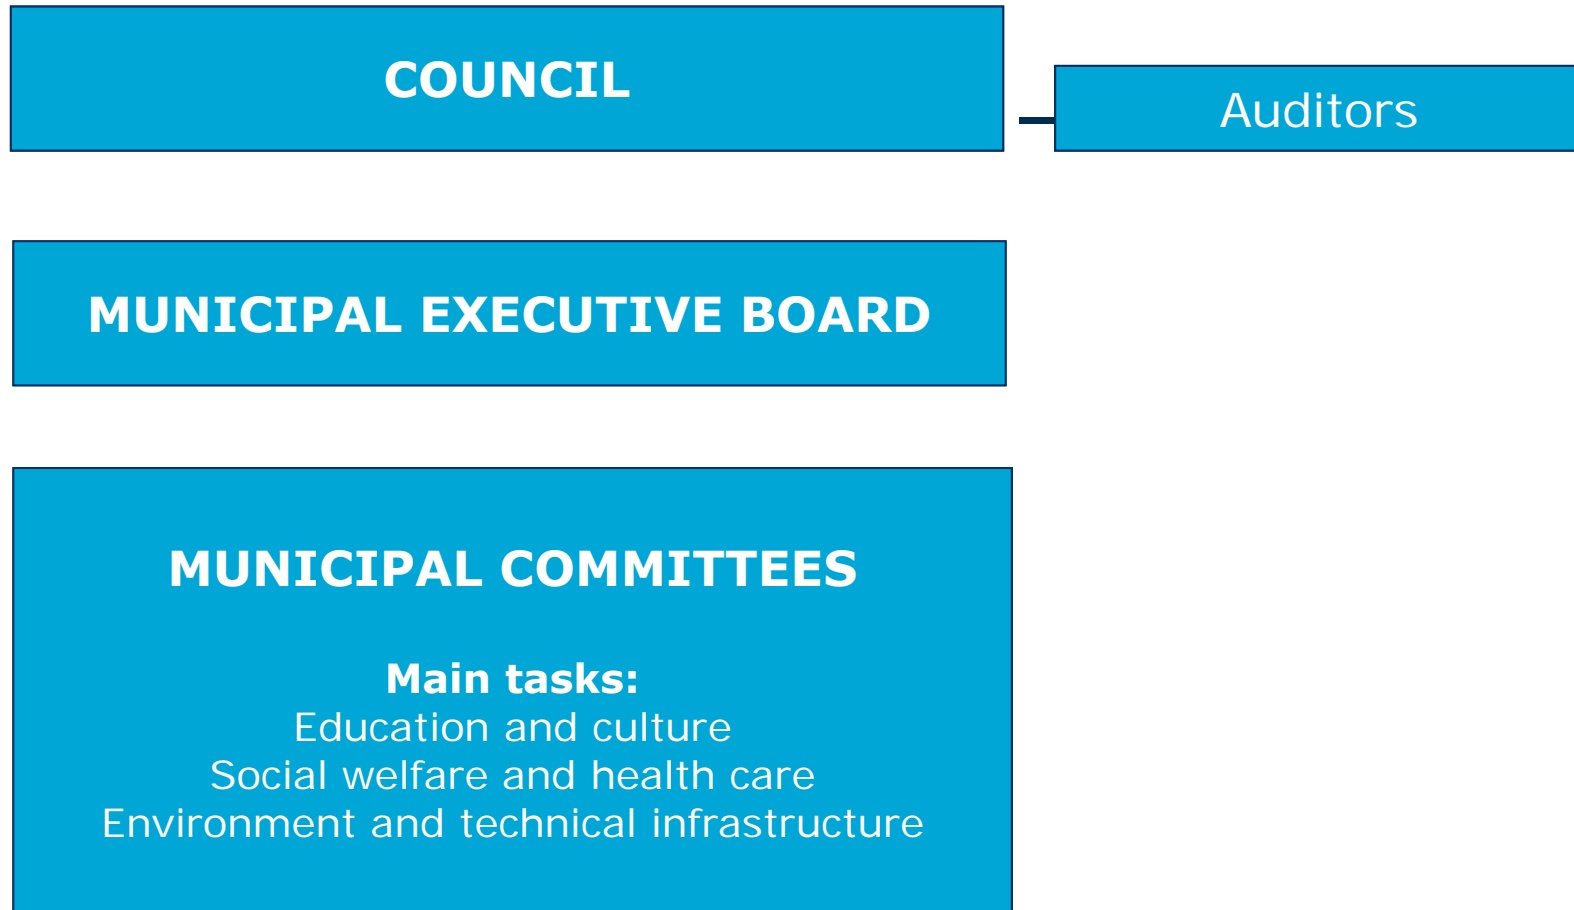 COUNCIL
Auditors
MUNICIPAL EXECUTIVE BOARD
MUNICIPAL COMMITTEES
Main tasks:
Education and culture
Social welfare and health care
Environment and technical infrastructure